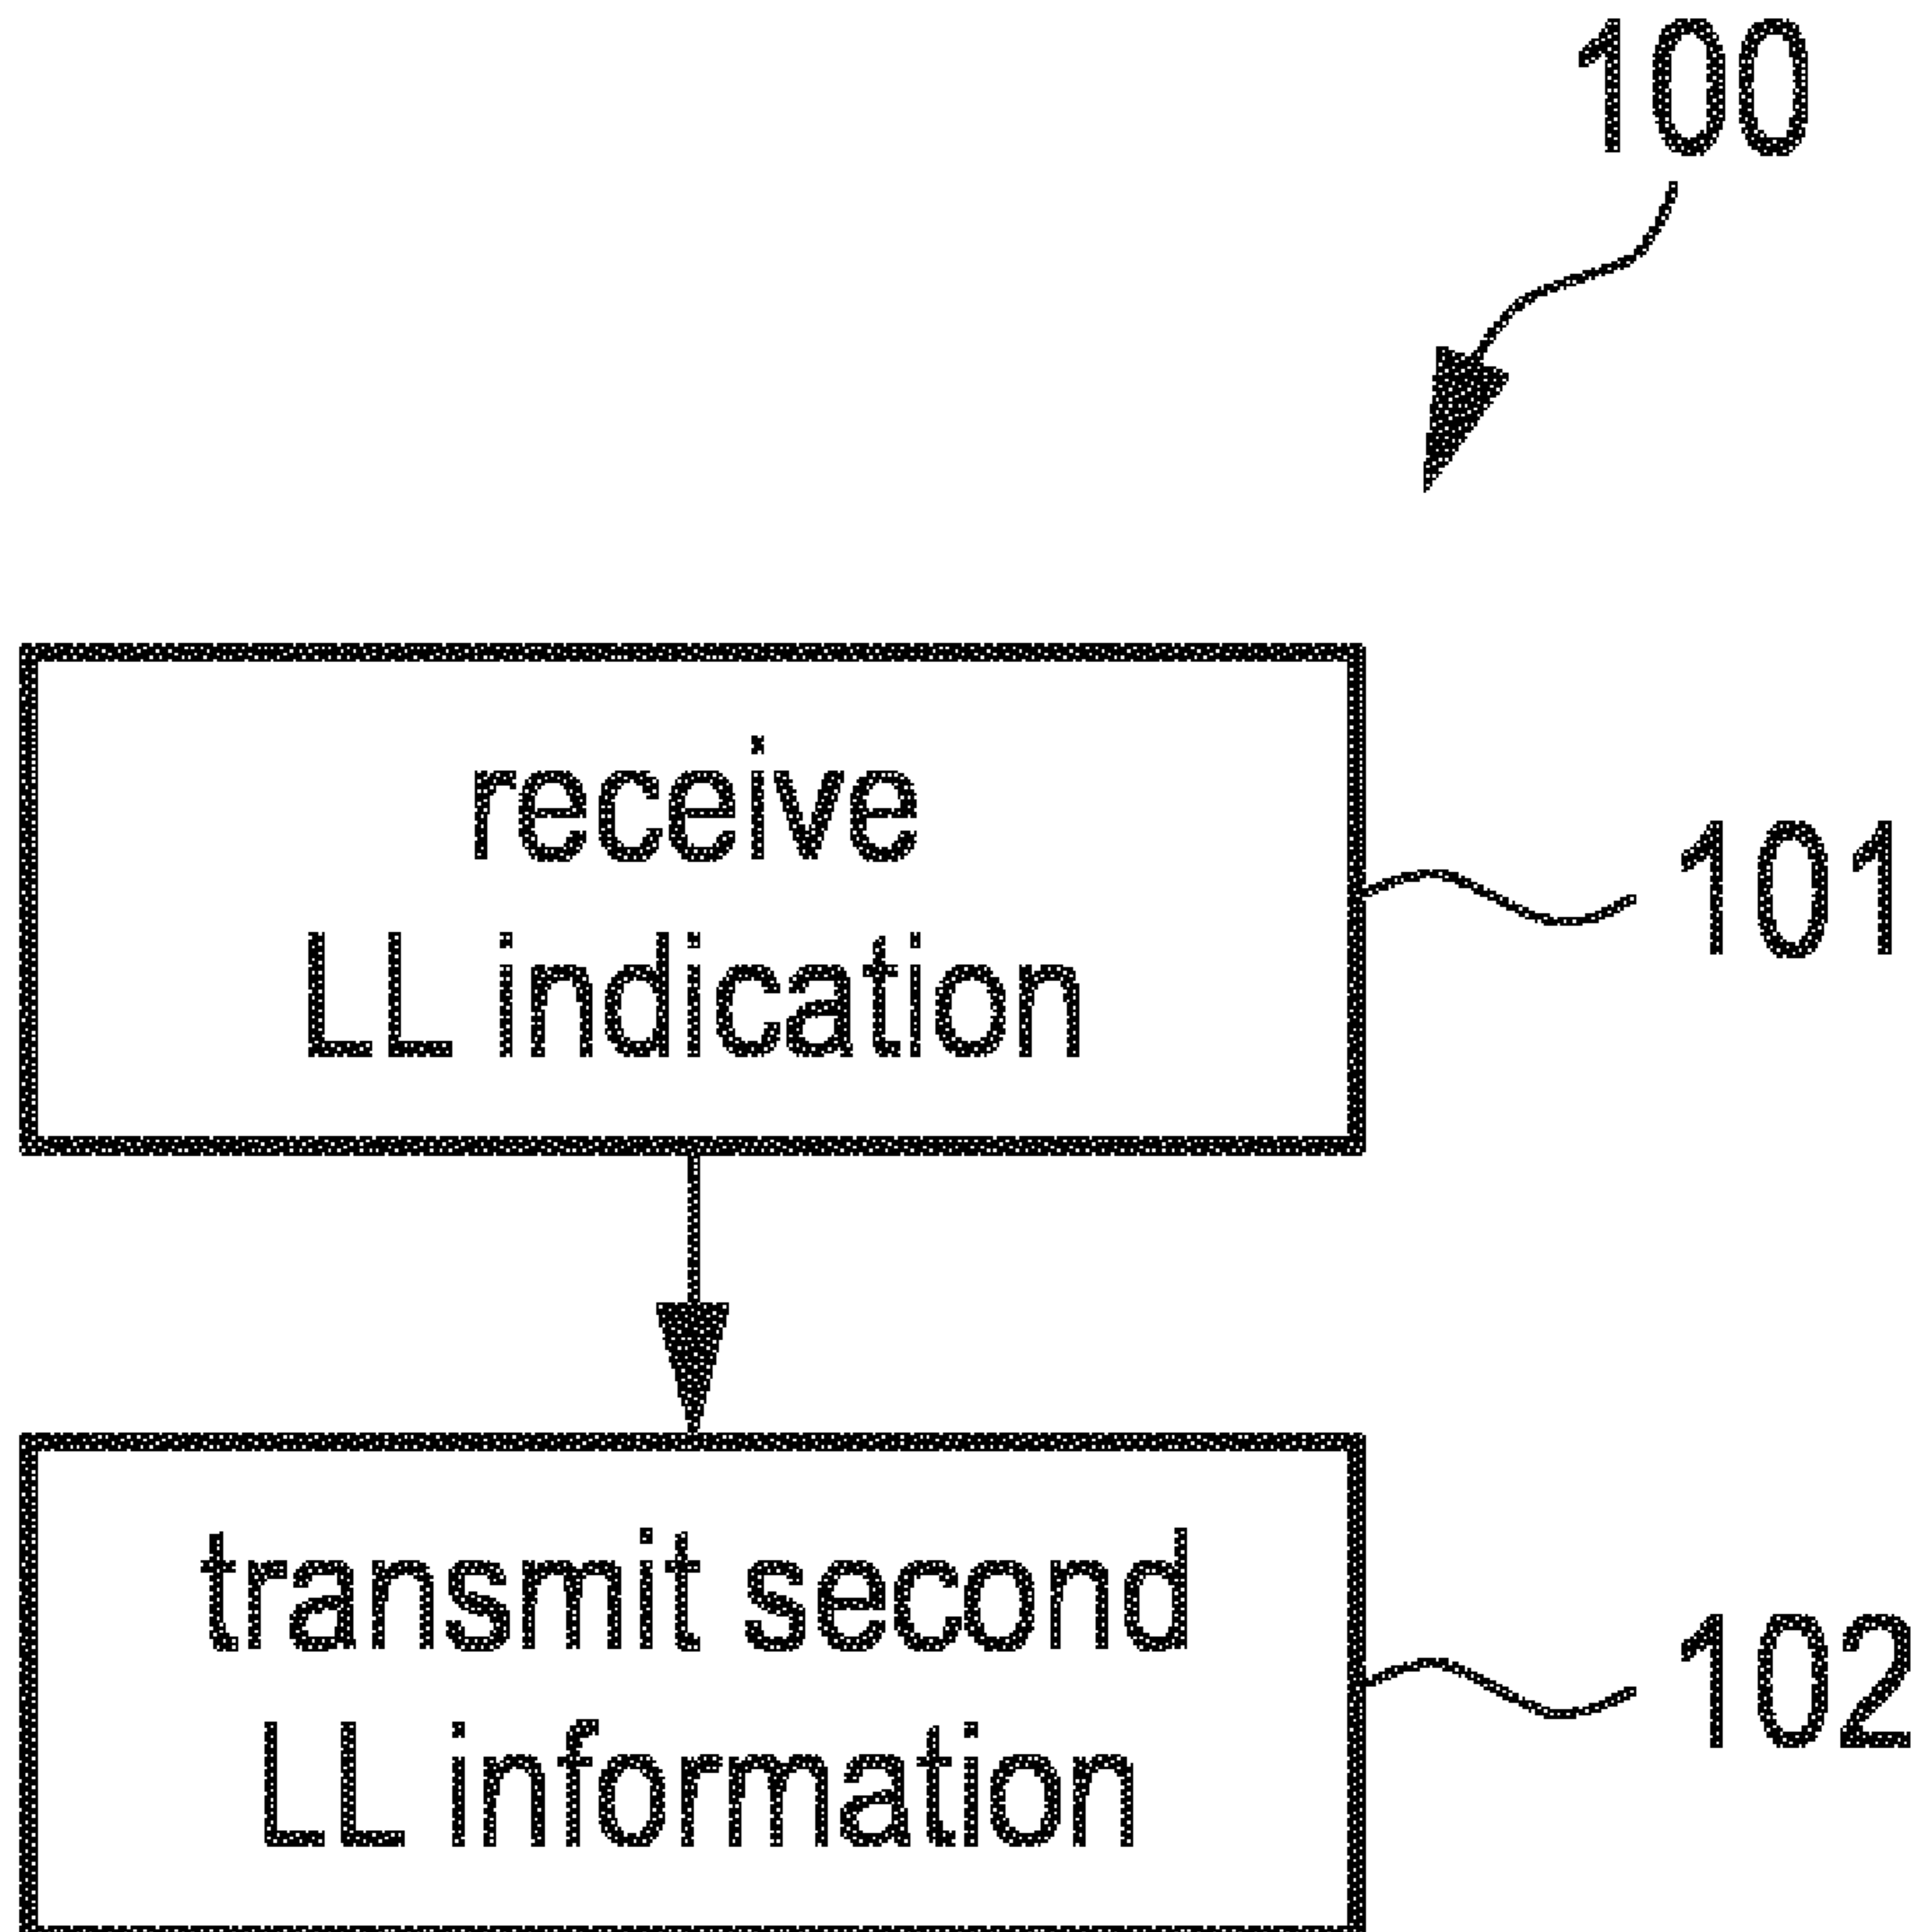 100
receive
LL indication
101
transmit second
LL information
102